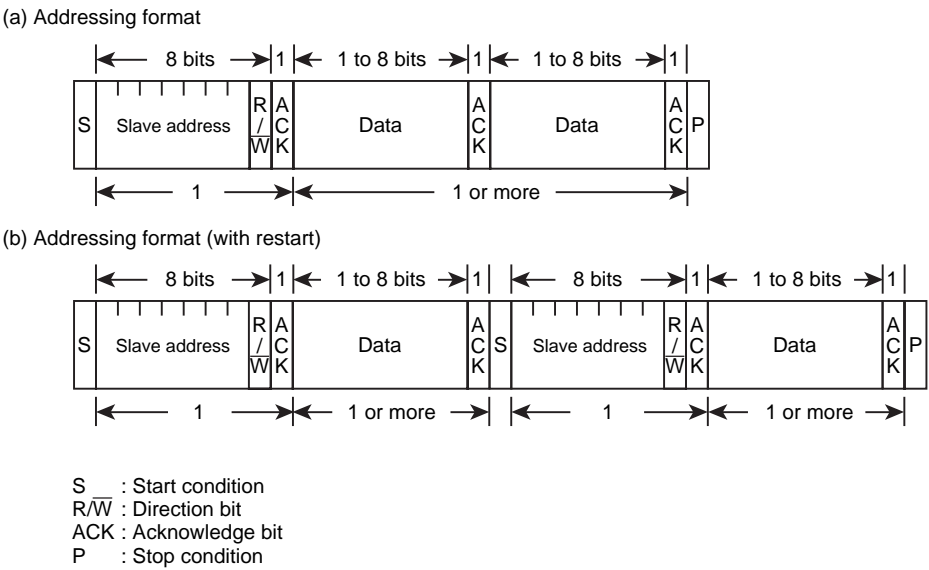 (a) Addressing format
8 bits 1 1 to 8 bits 1 1 to 8 bits 1
S Slave address R/W̅ ACK Data ACK Data ACK P
1 1 or more
(b) Addressing format (with restart)
8 bits 1 1 to 8 bits 1 8 bits 1 1 to 8 bits 1
S Slave address R/W̅ ACK Data ACK S Slave address R/W̅ ACK Data ACK P
1 1 or more 1 1 or more
S : Start condition
R/W̅ : Direction bit
ACK : Acknowledge bit
P : Stop condition